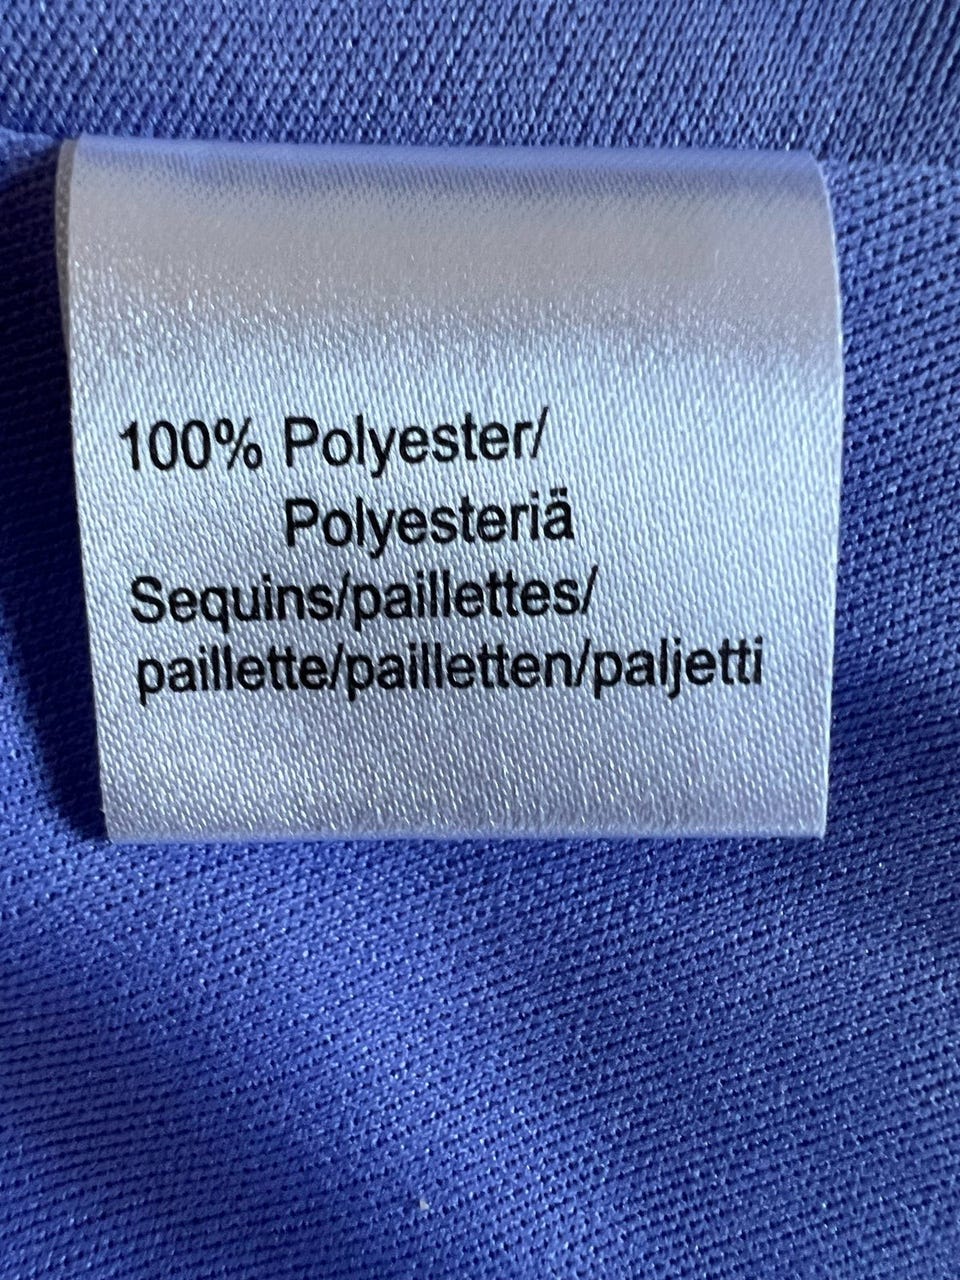 100% Polyester/
Polyesteriä
Sequins/paillettes/
paillette/pailletten/paljetti